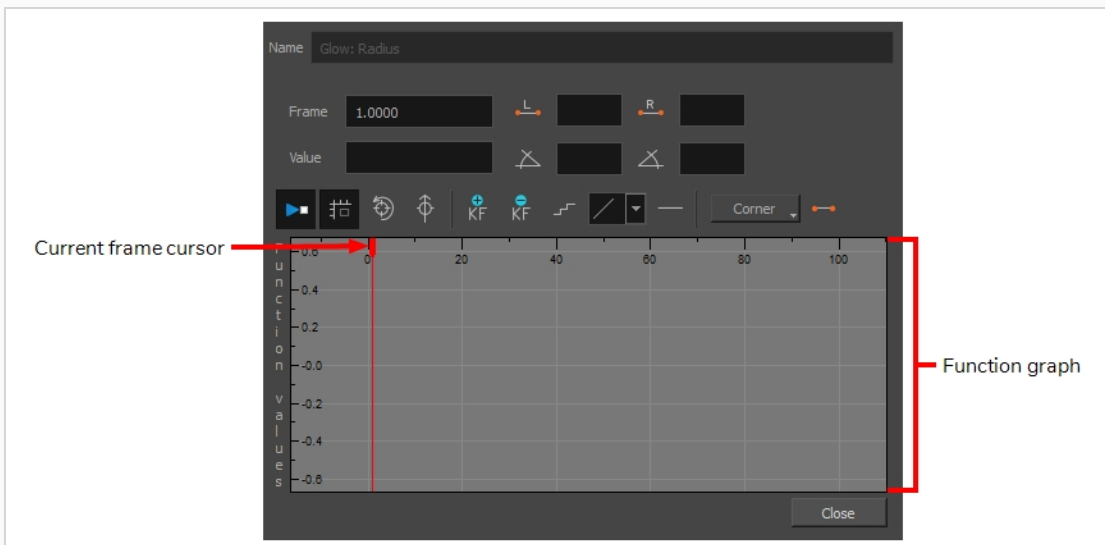 Name Glow: Radius
Frame 1.0000 L R
Value
KF KF Corner
Current frame cursor
Function values
0 20 40 60 80 100
-0.6
-0.4
-0.2
-0.0
-0.2
-0.4
-0.6
Function graph
Close